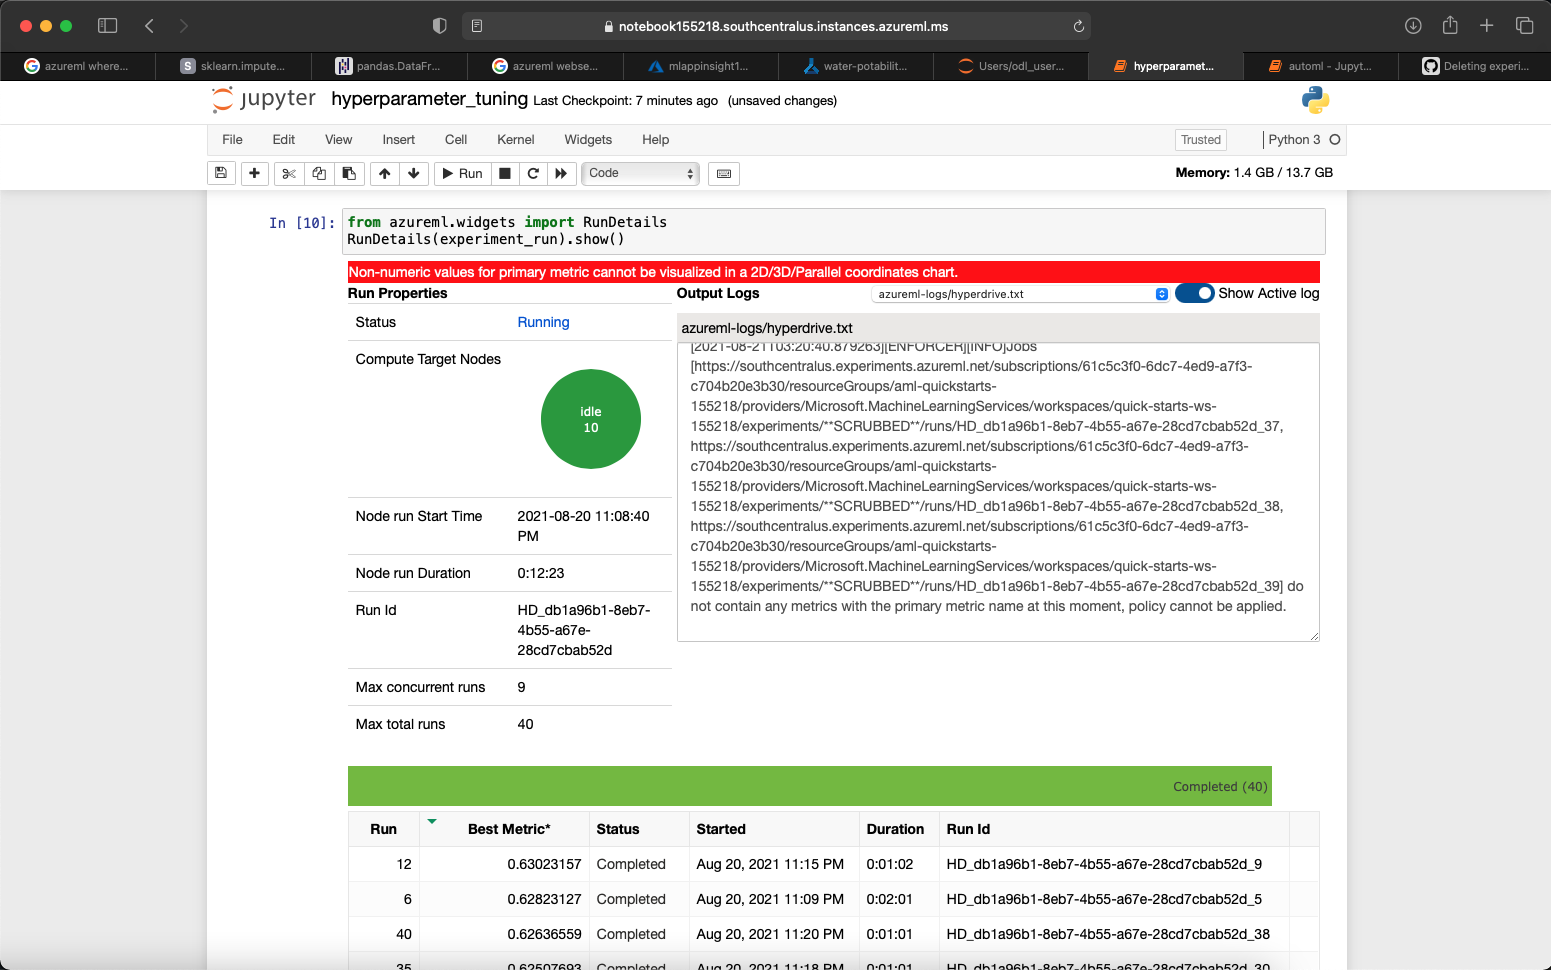 notebook155218.southcentralus.instances.azureml.ms
azureml where...
S sklearn.impute...
pandas.DataFr...
azureml webse...
mlappinsight1...
water-potabilit...
Users/odl_user...
hyperparamet...
automl - Jupyt...
Deleting experi...
jupyter hyperparameter_tuning Last Checkpoint: 7 minutes ago (unsaved changes)
File Edit View Insert Cell Kernel Widgets Help Trusted Python 3
Run Code Memory: 1.4 GB / 13.7 GB
In [10]: from azureml.widgets import RunDetails
RunDetails(experiment_run).show()
Non-numeric values for primary metric cannot be visualized in a 2D/3D/Parallel coordinates chart.
Run Properties
Status Running
Compute Target Nodes
idle
10
Node run Start Time 2021-08-20 11:08:40
PM
Node run Duration 0:12:23
Run Id HD_db1a96b1-8eb7-
4b55-a67e-
28cd7cbab52d
Max concurrent runs 9
Max total runs 40
Output Logs azureml-logs/hyperdrive.txt Show Active log
azureml-logs/hyperdrive.txt
[2021-08-21T03:20:40.879263][ENFORCER][INFO]Jobs
[https://southcentralus.experiments.azureml.net/subscriptions/61c5c3f0-6dc7-4ed9-a7f3-
c704b20e3b30/resourceGroups/aml-quickstarts-
155218/providers/Microsoft.MachineLearningServices/workspaces/quick-starts-ws-
155218/experiments/**SCRUBBED**/runs/HD_db1a96b1-8eb7-4b55-a67e-28cd7cbab52d_37,
https://southcentralus.experiments.azureml.net/subscriptions/61c5c3f0-6dc7-4ed9-a7f3-
c704b20e3b30/resourceGroups/aml-quickstarts-
155218/providers/Microsoft.MachineLearningServices/workspaces/quick-starts-ws-
155218/experiments/**SCRUBBED**/runs/HD_db1a96b1-8eb7-4b55-a67e-28cd7cbab52d_38,
https://southcentralus.experiments.azureml.net/subscriptions/61c5c3f0-6dc7-4ed9-a7f3-
c704b20e3b30/resourceGroups/aml-quickstarts-
155218/providers/Microsoft.MachineLearningServices/workspaces/quick-starts-ws-
155218/experiments/**SCRUBBED**/runs/HD_db1a96b1-8eb7-4b55-a67e-28cd7cbab52d_39] do
not contain any metrics with the primary metric name at this moment, policy cannot be applied.
Completed (40)
Run Best Metric* Status Started Duration Run Id
12 0.63023157 Completed Aug 20, 2021 11:15 PM 0:01:02 HD_db1a96b1-8eb7-4b55-a67e-28cd7cbab52d_9
6 0.62823127 Completed Aug 20, 2021 11:09 PM 0:02:01 HD_db1a96b1-8eb7-4b55-a67e-28cd7cbab52d_5
40 0.62636559 Completed Aug 20, 2021 11:20 PM 0:01:01 HD_db1a96b1-8eb7-4b55-a67e-28cd7cbab52d_38
35 0.62507693 Completed Aug 20, 2021 11:18 PM 0:01:01 HD_db1a96b1-8eb7-4b55-a67e-28cd7cbab52d_30